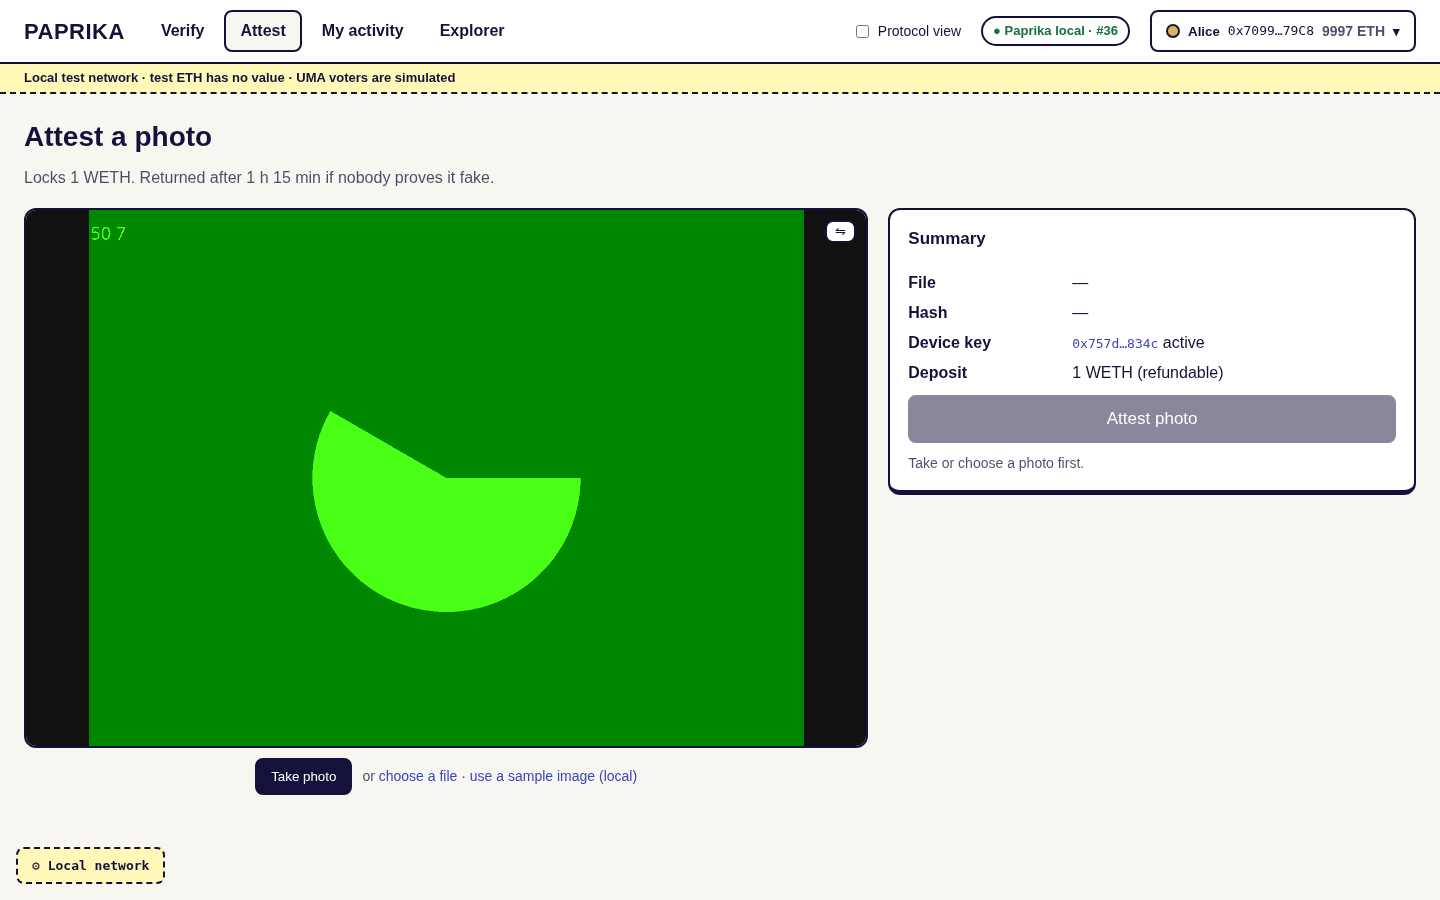 PAPRIKA Verify Attest My activity Explorer Protocol view ● Paprika local · #36 Alice 0x7099…79C8 9997 ETH ▾
Local test network · test ETH has no value · UMA voters are simulated
Attest a photo
Locks 1 WETH. Returned after 1 h 15 min if nobody proves it fake.
50 7
⇋
Take photo or choose a file · use a sample image (local)
Summary
File —
Hash —
Device key 0x757d…834c active
Deposit 1 WETH (refundable)
Attest photo
Take or choose a photo first.
⚙ Local network